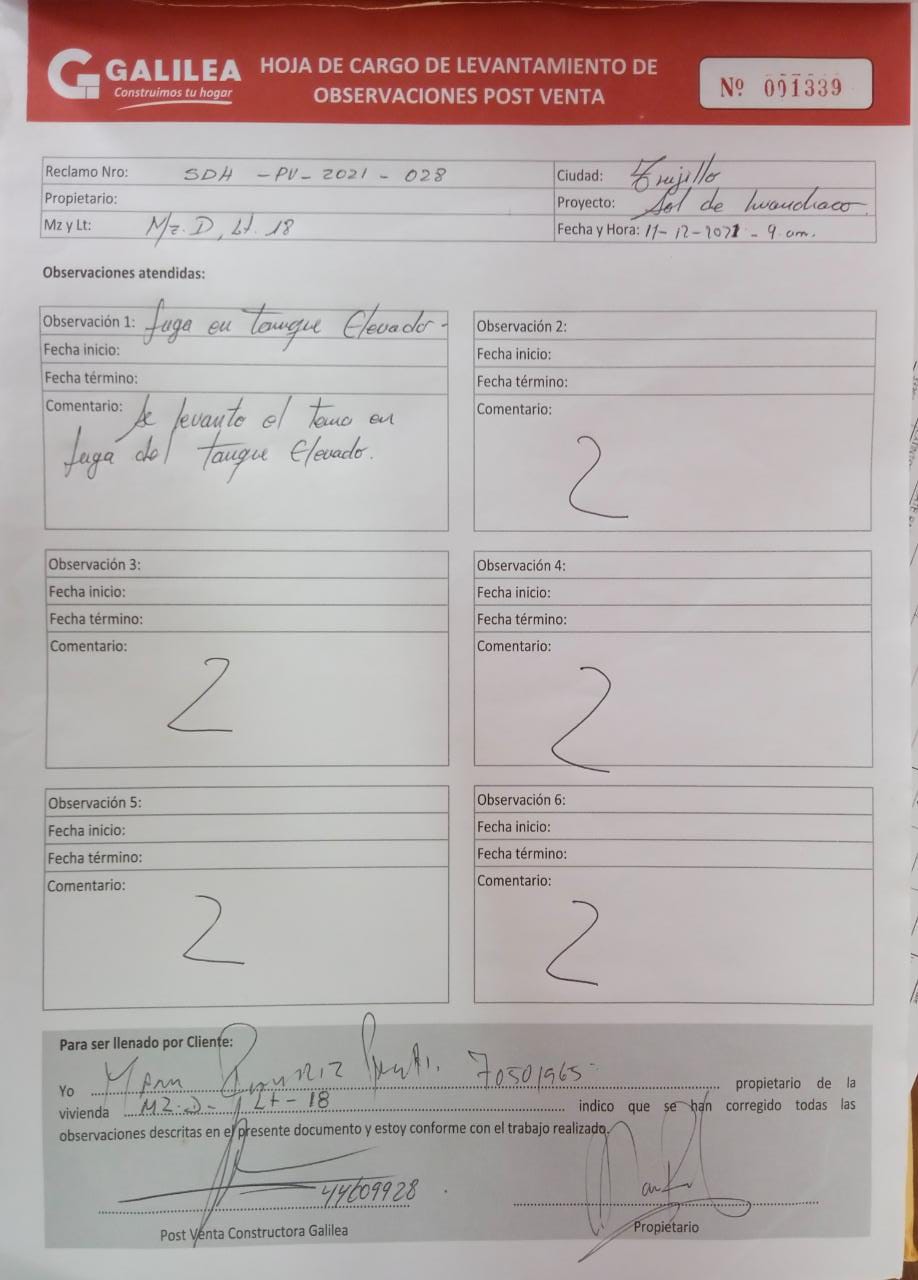 GALILEA
Construimos tu hogar
HOJA DE CARGO DE LEVANTAMIENTO DE
OBSERVACIONES POST VENTA
Nº 001339
Reclamo Nro: SDH - PV - 2021 - 028
Ciudad: Trujillo
Propietario:
Proyecto: Sol de huanchaco
Mz y Lt: Mz. D, Lt. 18
Fecha y Hora: 11-12-2021 - 9 am.
Observaciones atendidas:
Observación 1: fuga en tanque Elevado -
Fecha inicio:
Fecha término:
Comentario: Se levanto el tema en
fuga del tanque Elevado.
Observación 2:
Fecha inicio:
Fecha término:
Comentario:
Observación 3:
Fecha inicio:
Fecha término:
Comentario:
Observación 4:
Fecha inicio:
Fecha término:
Comentario:
Observación 5:
Fecha inicio:
Fecha término:
Comentario:
Observación 6:
Fecha inicio:
Fecha término:
Comentario:
Para ser llenado por Cliente:
Yo 70501965 propietario de la
vivienda MZ-D- Lt-18 indico que se han corregido todas las
observaciones descritas en el presente documento y estoy conforme con el trabajo realizado.
44609928
Post Venta Constructora Galilea
Propietario